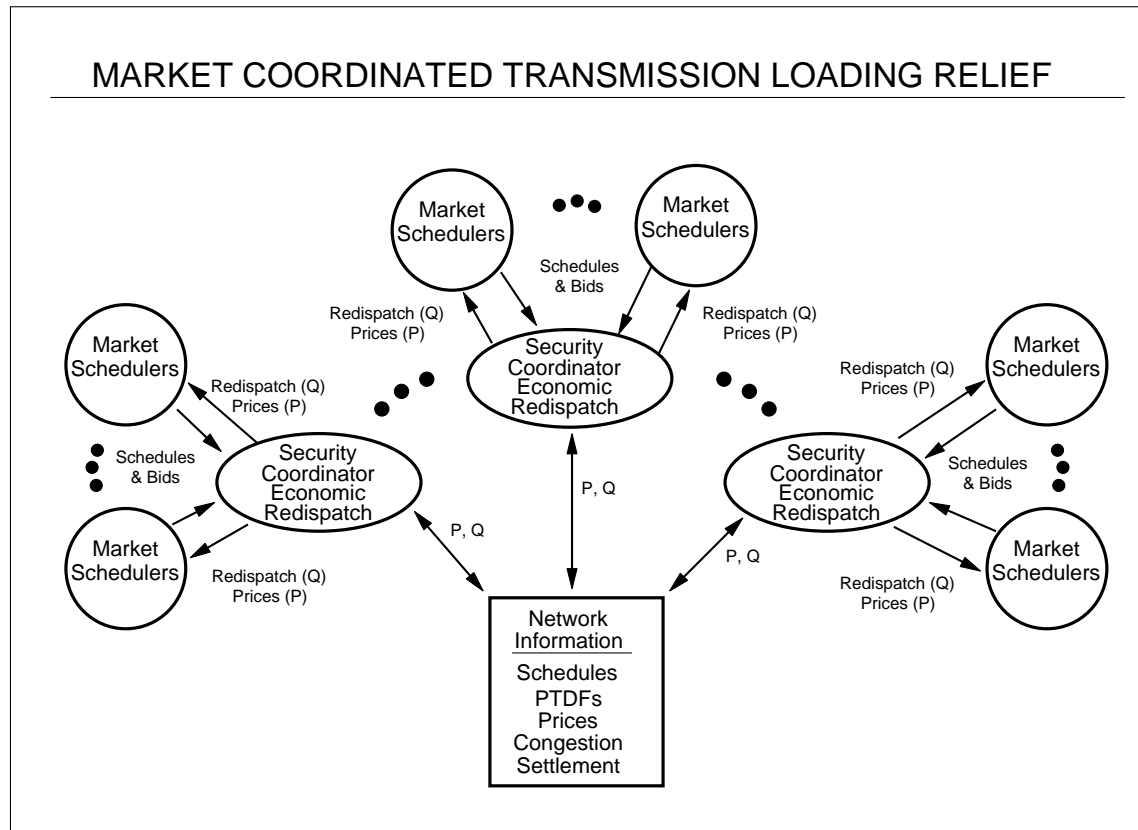 MARKET COORDINATED TRANSMISSION LOADING RELIEF
Market
Schedulers
Market
Schedulers
Schedules
& Bids
Redispatch (Q)
Prices (P)
Redispatch (Q)
Prices (P)
Security
Coordinator
Economic
Redispatch
Market
Schedulers
Redispatch (Q)
Prices (P)
Schedules
& Bids
Security
Coordinator
Economic
Redispatch
Market
Schedulers
Redispatch (Q)
Prices (P)
Market
Schedulers
Redispatch (Q)
Prices (P)
Schedules
& Bids
Security
Coordinator
Economic
Redispatch
Market
Schedulers
Redispatch (Q)
Prices (P)
P, Q
P, Q
P, Q
Network
Information
Schedules
PTDFs
Prices
Congestion
Settlement